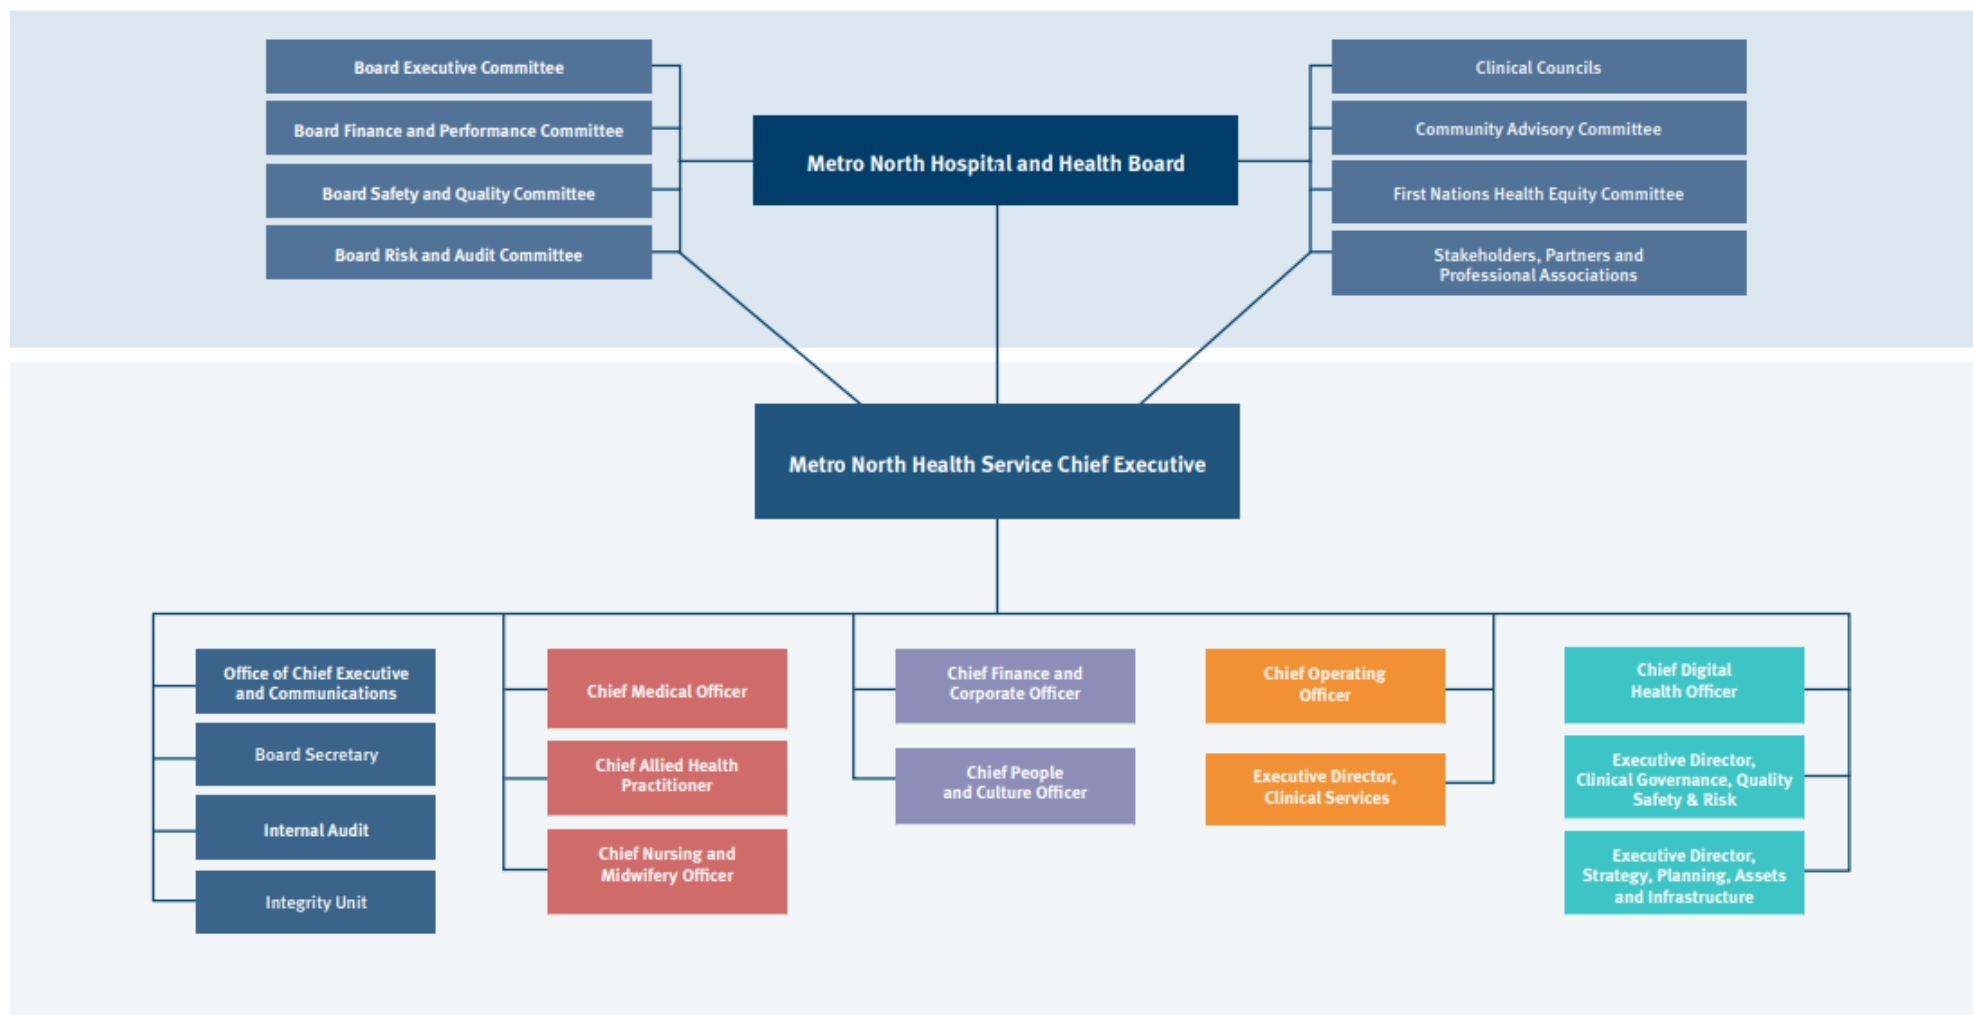 Board Executive Committee
Board Finance and Performance Committee
Board Safety and Quality Committee
Board Risk and Audit Committee
Metro North Hospital and Health Board
Clinical Councils
Community Advisory Committee
First Nations Health Equity Committee
Stakeholders, Partners and
Professional Associations
Metro North Health Service Chief Executive
Office of Chief Executive
and Communications
Board Secretary
Internal Audit
Integrity Unit
Chief Medical Officer
Chief Allied Health
Practitioner
Chief Nursing and
Midwifery Officer
Chief Finance and
Corporate Officer
Chief People
and Culture Officer
Chief Operating
Officer
Executive Director,
Clinical Services
Chief Digital
Health Officer
Executive Director,
Clinical Governance, Quality
Safety & Risk
Executive Director,
Strategy, Planning, Assets
and Infrastructure